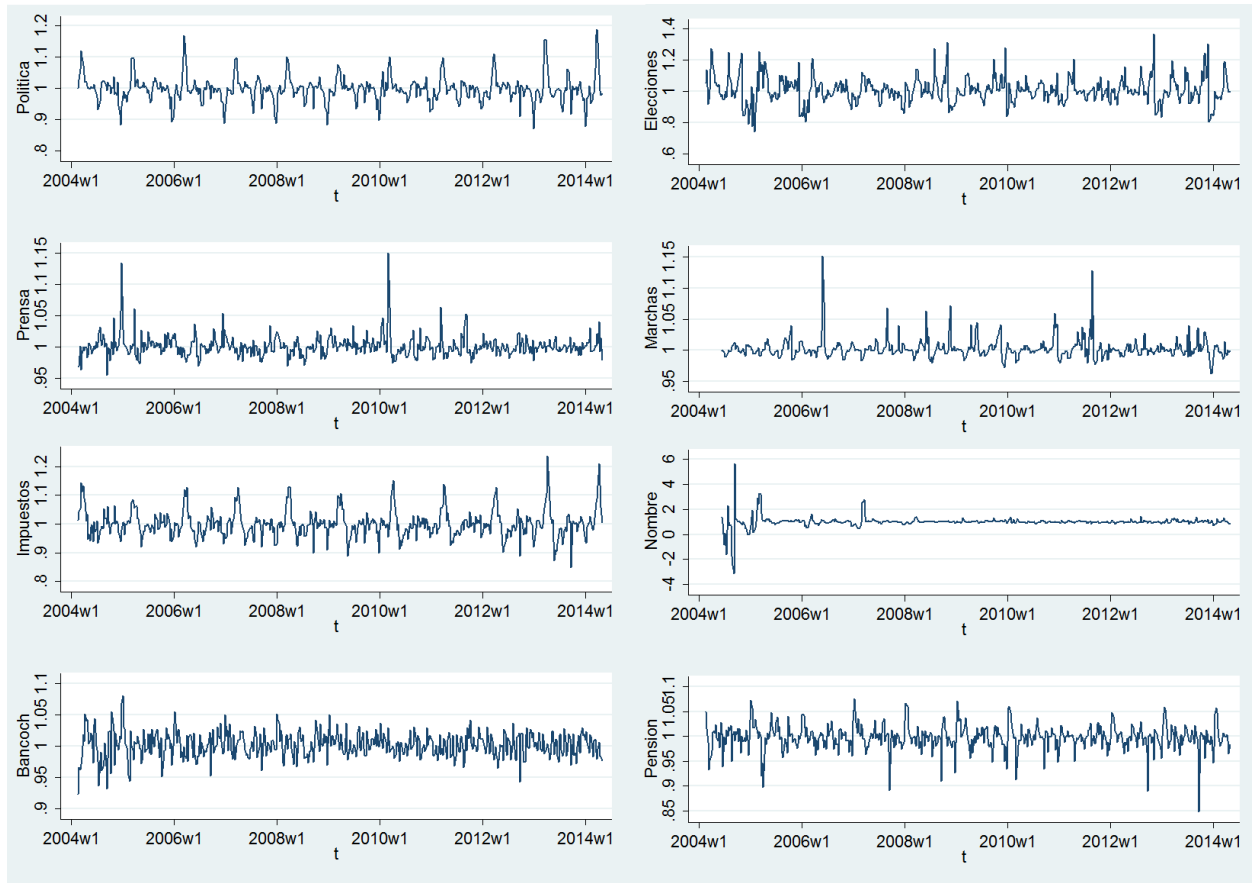 Politica
.8 .9 1 1.1 1.2
2004w1 2006w1 2008w1 2010w1 2012w1 2014w1
t
Elecciones
.6 .8 1 1.2 1.4
2004w1 2006w1 2008w1 2010w1 2012w1 2014w1
t
Prensa
.95 1 1.05 1.1 1.15
2004w1 2006w1 2008w1 2010w1 2012w1 2014w1
t
Marchas
.95 1 1.05 1.1 1.15
2004w1 2006w1 2008w1 2010w1 2012w1 2014w1
t
Impuestos
.8 .9 1 1.1 1.2
2004w1 2006w1 2008w1 2010w1 2012w1 2014w1
t
Nombre
-4 -2 0 2 4 6
2004w1 2006w1 2008w1 2010w1 2012w1 2014w1
t
Bancoch
.9 .95 1 1.05 1.1
2004w1 2006w1 2008w1 2010w1 2012w1 2014w1
t
Pension
.85 .9 .95 1 1.05 1.1
2004w1 2006w1 2008w1 2010w1 2012w1 2014w1
t